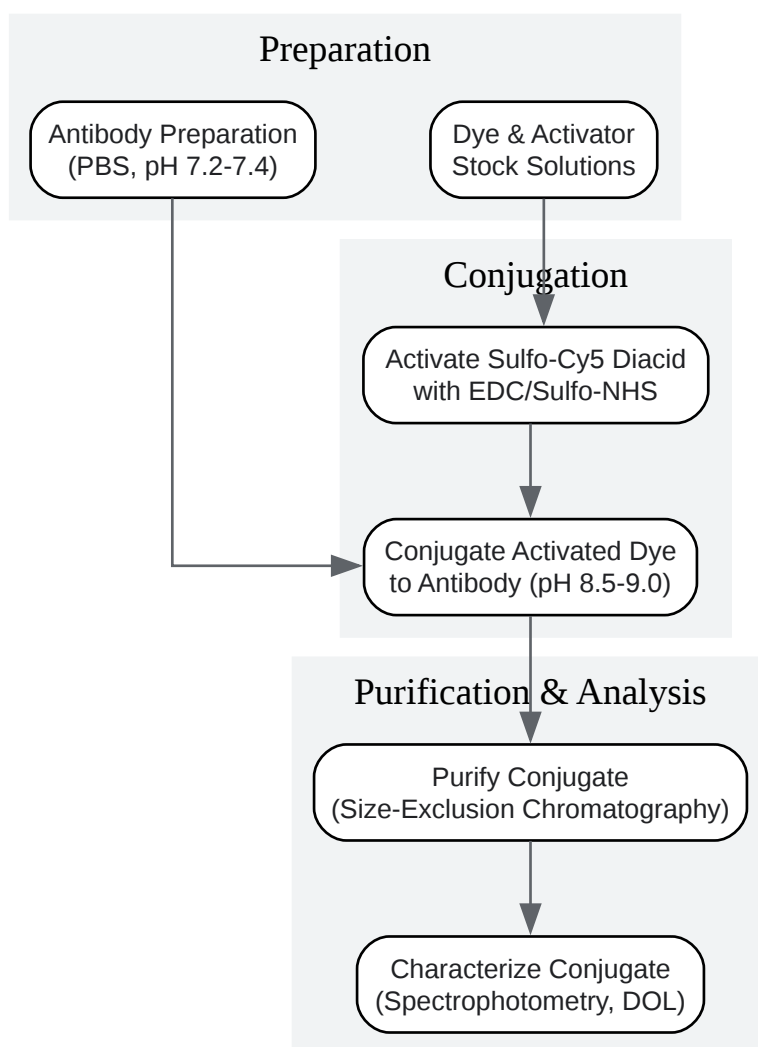 Preparation
Antibody Preparation
(PBS, pH 7.2-7.4)
Dye & Activator
Stock Solutions
Conjugation
Activate Sulfo-Cy5 Diacid
with EDC/Sulfo-NHS
Conjugate Activated Dye
to Antibody (pH 8.5-9.0)
Purification & Analysis
Purify Conjugate
(Size-Exclusion Chromatography)
Characterize Conjugate
(Spectrophotometry, DOL)